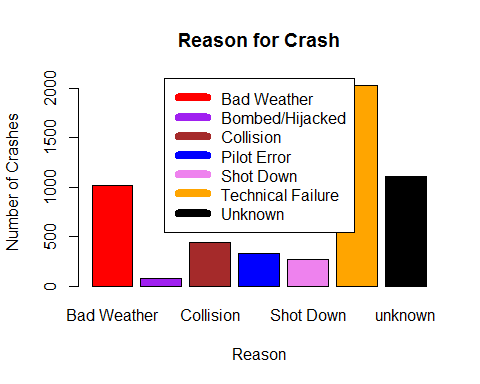 Reason for Crash
Number of Crashes
2000
1500
1000
500
0
Bad Weather
Bombed/Hijacked
Collision
Pilot Error
Shot Down
Technical Failure
Unknown
Bad Weather Collision Shot Down unknown
Reason